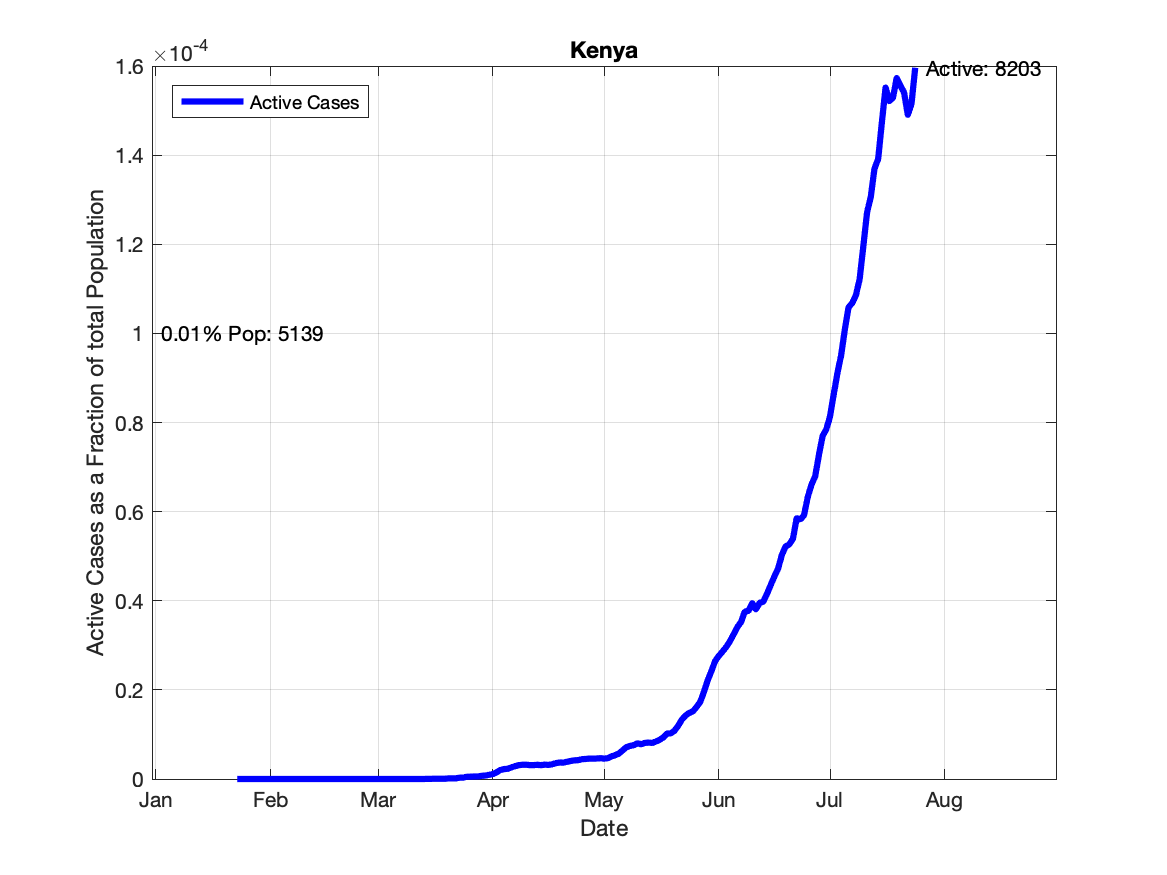 Kenya
×10-4
1.6
Active: 8203
Active Cases
1.4
1.2
1
0.01% Pop: 5139
0.8
0.6
0.4
0.2
0
Active Cases as a Fraction of total Population
Jan Feb Mar Apr May Jun Jul Aug
Date